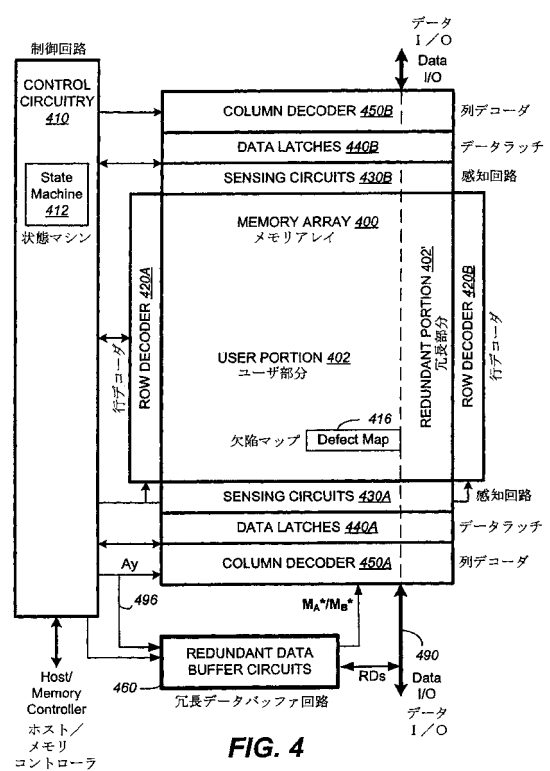 データ
I／O
Data
I/O
制御回路
CONTROL
CIRCUITRY
410
State
Machine
412
状態マシン
COLUMN DECODER 450B
列デコーダ
DATA LATCHES 440B
データラッチ
SENSING CIRCUITS 430B
感知回路
MEMORY ARRAY 400
メモリアレイ
行デコーダ
ROW DECODER 420A
USER PORTION 402
ユーザ部分
REDUNDANT PORTION 402'
冗長部分
ROW DECODER 420B
行デコーダ
416
欠陥マップ
Defect Map
SENSING CIRCUITS 430A
感知回路
DATA LATCHES 440A
データラッチ
Ay
COLUMN DECODER 450A
列デコーダ
496
MA*/MB*
REDUNDANT DATA
BUFFER CIRCUITS
460
冗長データバッファ回路
RDs
490
Data
I/O
データ
I／O
Host/
Memory
Controller
ホスト／
メモリ
コントローラ
FIG. 4